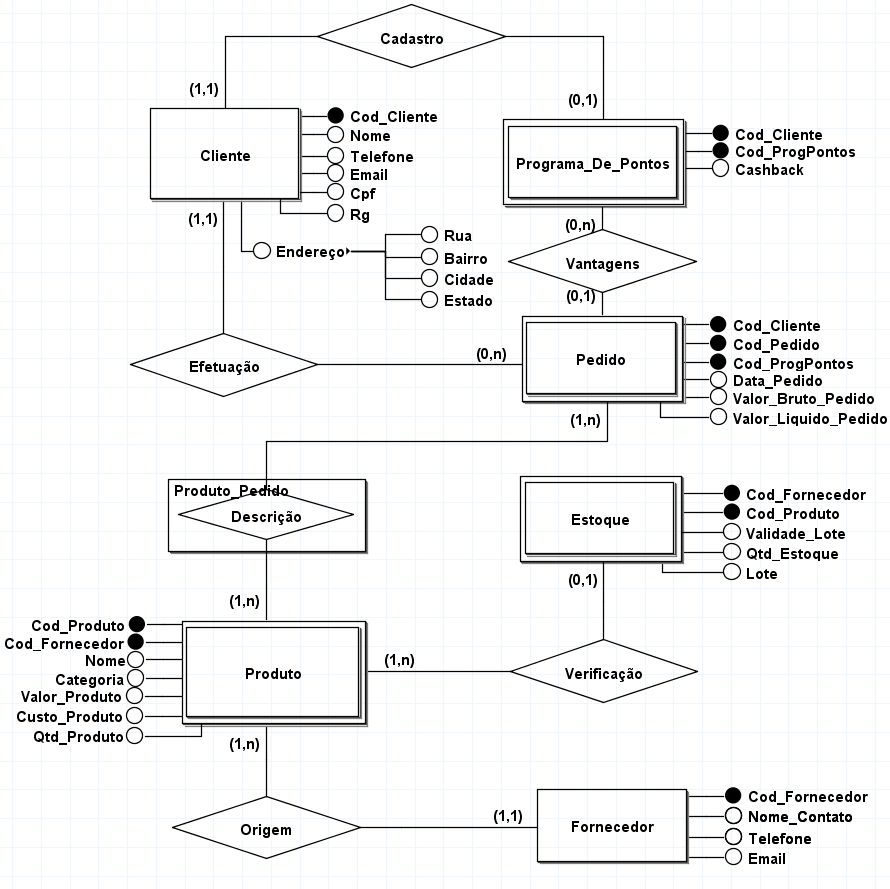 Cadastro
(1,1)
(0,1)
Cliente
Cod_Cliente
Nome
Telefone
Email
Cpf
Rg
Endereço
Rua
Bairro
Cidade
Estado
Programa_De_Pontos
Cod_Cliente
Cod_ProgPontos
Cashback
(1,1)
(0,n)
Vantagens
(0,1)
Efetuação
(0,n)
Pedido
Cod_Cliente
Cod_Pedido
Cod_ProgPontos
Data_Pedido
Valor_Bruto_Pedido
Valor_Liquido_Pedido
(1,n)
Produto_Pedido
Descrição
(1,n)
Estoque
Cod_Fornecedor
Cod_Produto
Validade_Lote
Qtd_Estoque
Lote
(0,1)
Cod_Produto
Cod_Fornecedor
Nome
Categoria
Valor_Produto
Custo_Produto
Qtd_Produto
Produto
(1,n)
Verificação
(1,n)
Origem
(1,1)
Fornecedor
Cod_Fornecedor
Nome_Contato
Telefone
Email